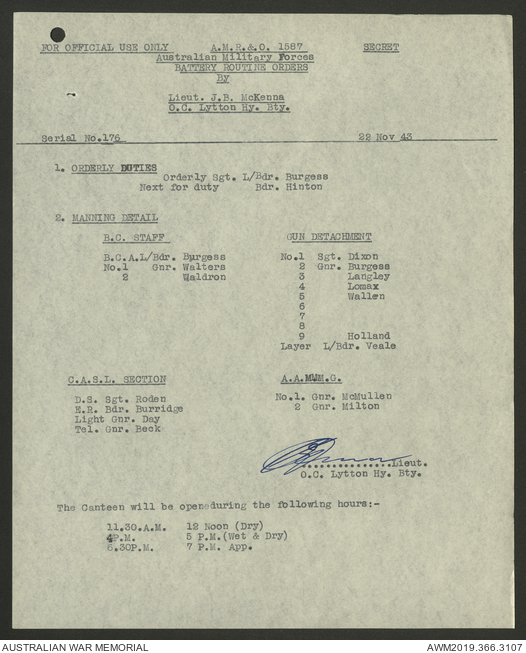 FOR OFFICIAL USE ONLY A.M.R.&O. 1587 SECRET
Australian Military Forces
BATTERY ROUTINE ORDERS
By
Lieut. J.B. McKenna
O.C. Lytton Hy. Bty.
Serial No.176 22 Nov 43
1. ORDERLY DUTIES
Orderly Sgt. L/Bdr. Burgess
Next for duty Bdr. Hinton
2. MANNING DETAIL
B.C. STAFF
B.C.A.L/Bdr. Burgess
No.1 Gnr. Walters
2 Waldron
GUN DETACHMENT
No.1 Sgt. Dixon
2 Gnr. Burgess
3 Langley
4 Lomax
5 Wallen
6
7
8
9 Holland
Layer L/Bdr. Veale
C.A.S.L. SECTION
D.S. Sgt. Roden
E.R. Bdr. Burridge
Light Gnr. Day
Tel. Gnr. Beck
A.A.M.G.
No.1. Gnr. McMullen
2 Gnr. Milton
..............Lieut.
O.C. Lytton Hy. Bty.
The Canteen will be openeduring the following hours:-
11.30.A.M. 12 Noon (Dry)
4P.M. 5 P.M.(Wet & Dry)
6.30P.M. 7 P.M. App.
AUSTRALIAN WAR MEMORIAL AWM2019.366.3107